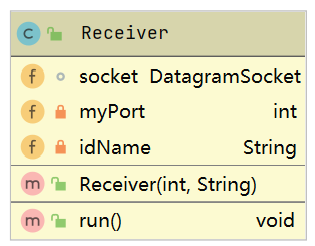 C Receiver
f socket DatagramSocket
f myPort int
f idName String
m Receiver(int, String)
m run() void